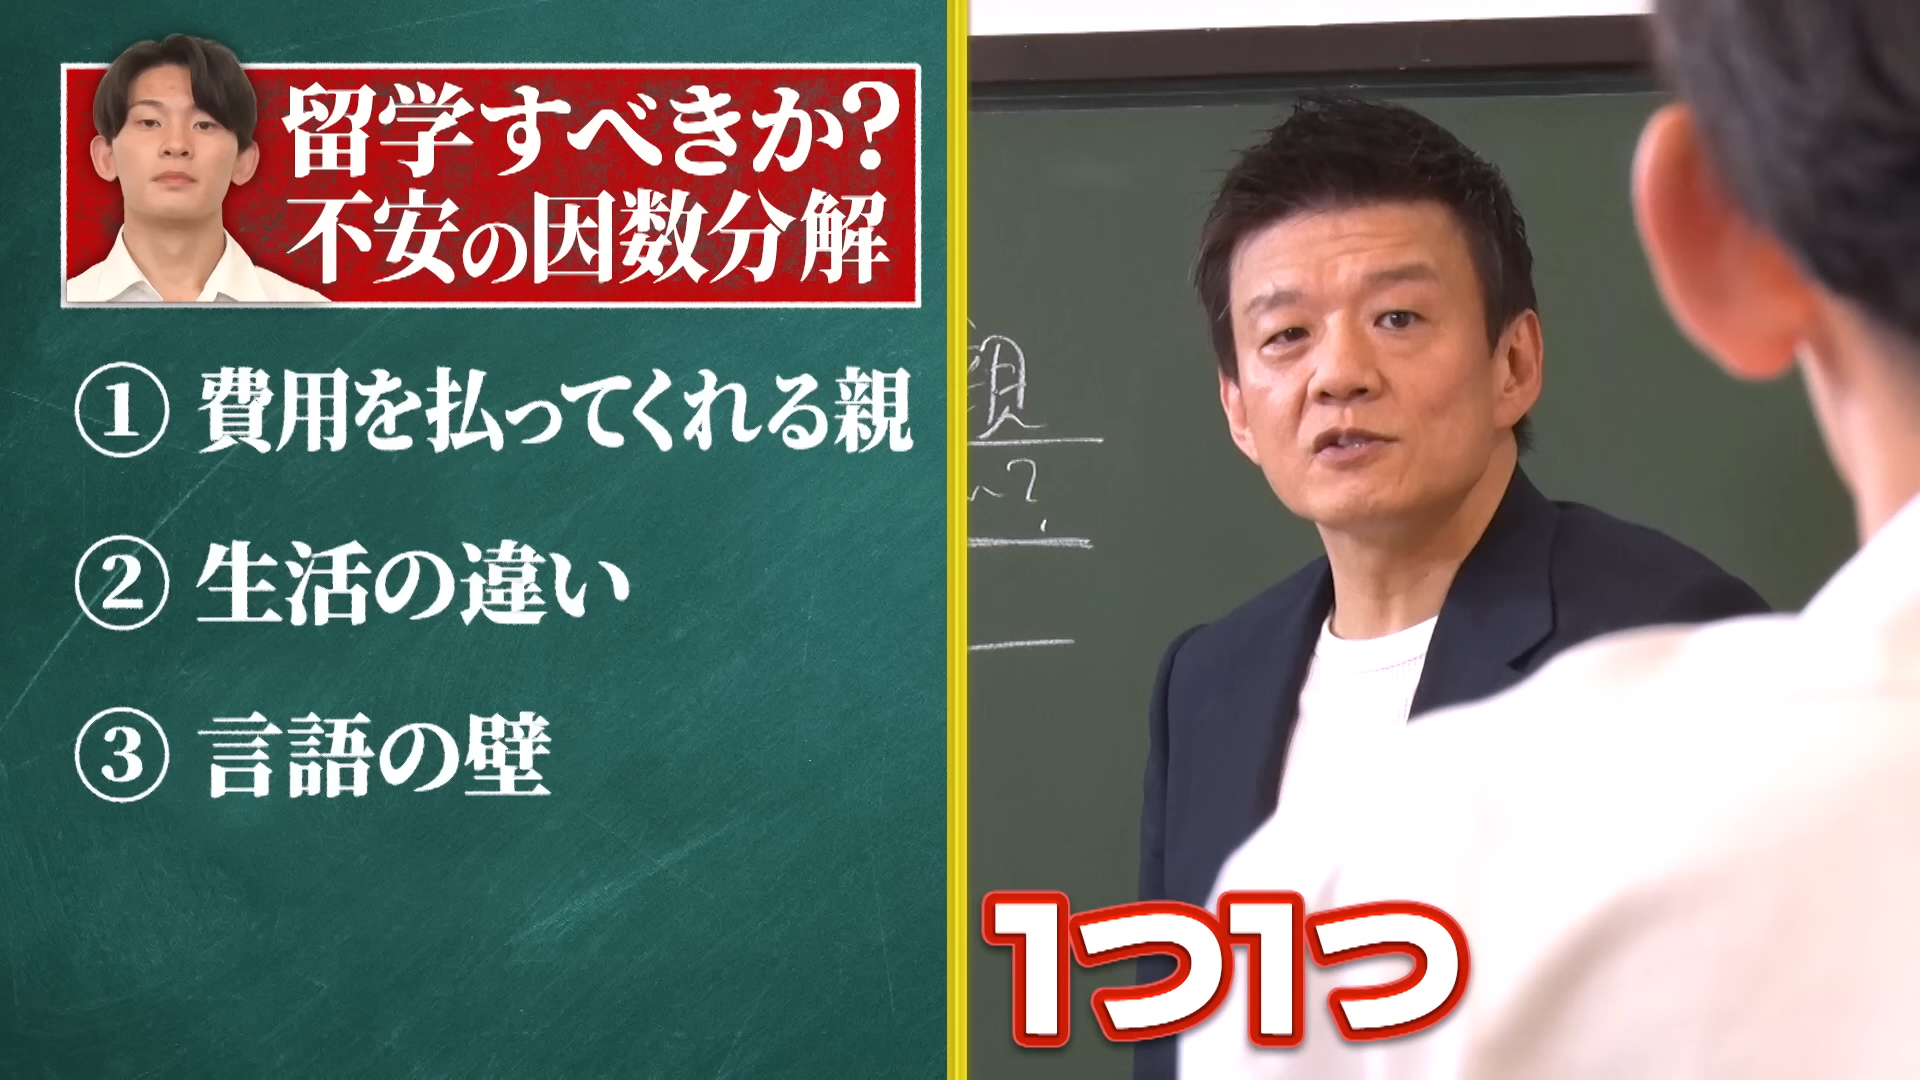 留学すべきか?
不安の因数分解
① 費用を払ってくれる親
② 生活の違い
③ 言語の壁
親
?
1つ1つ